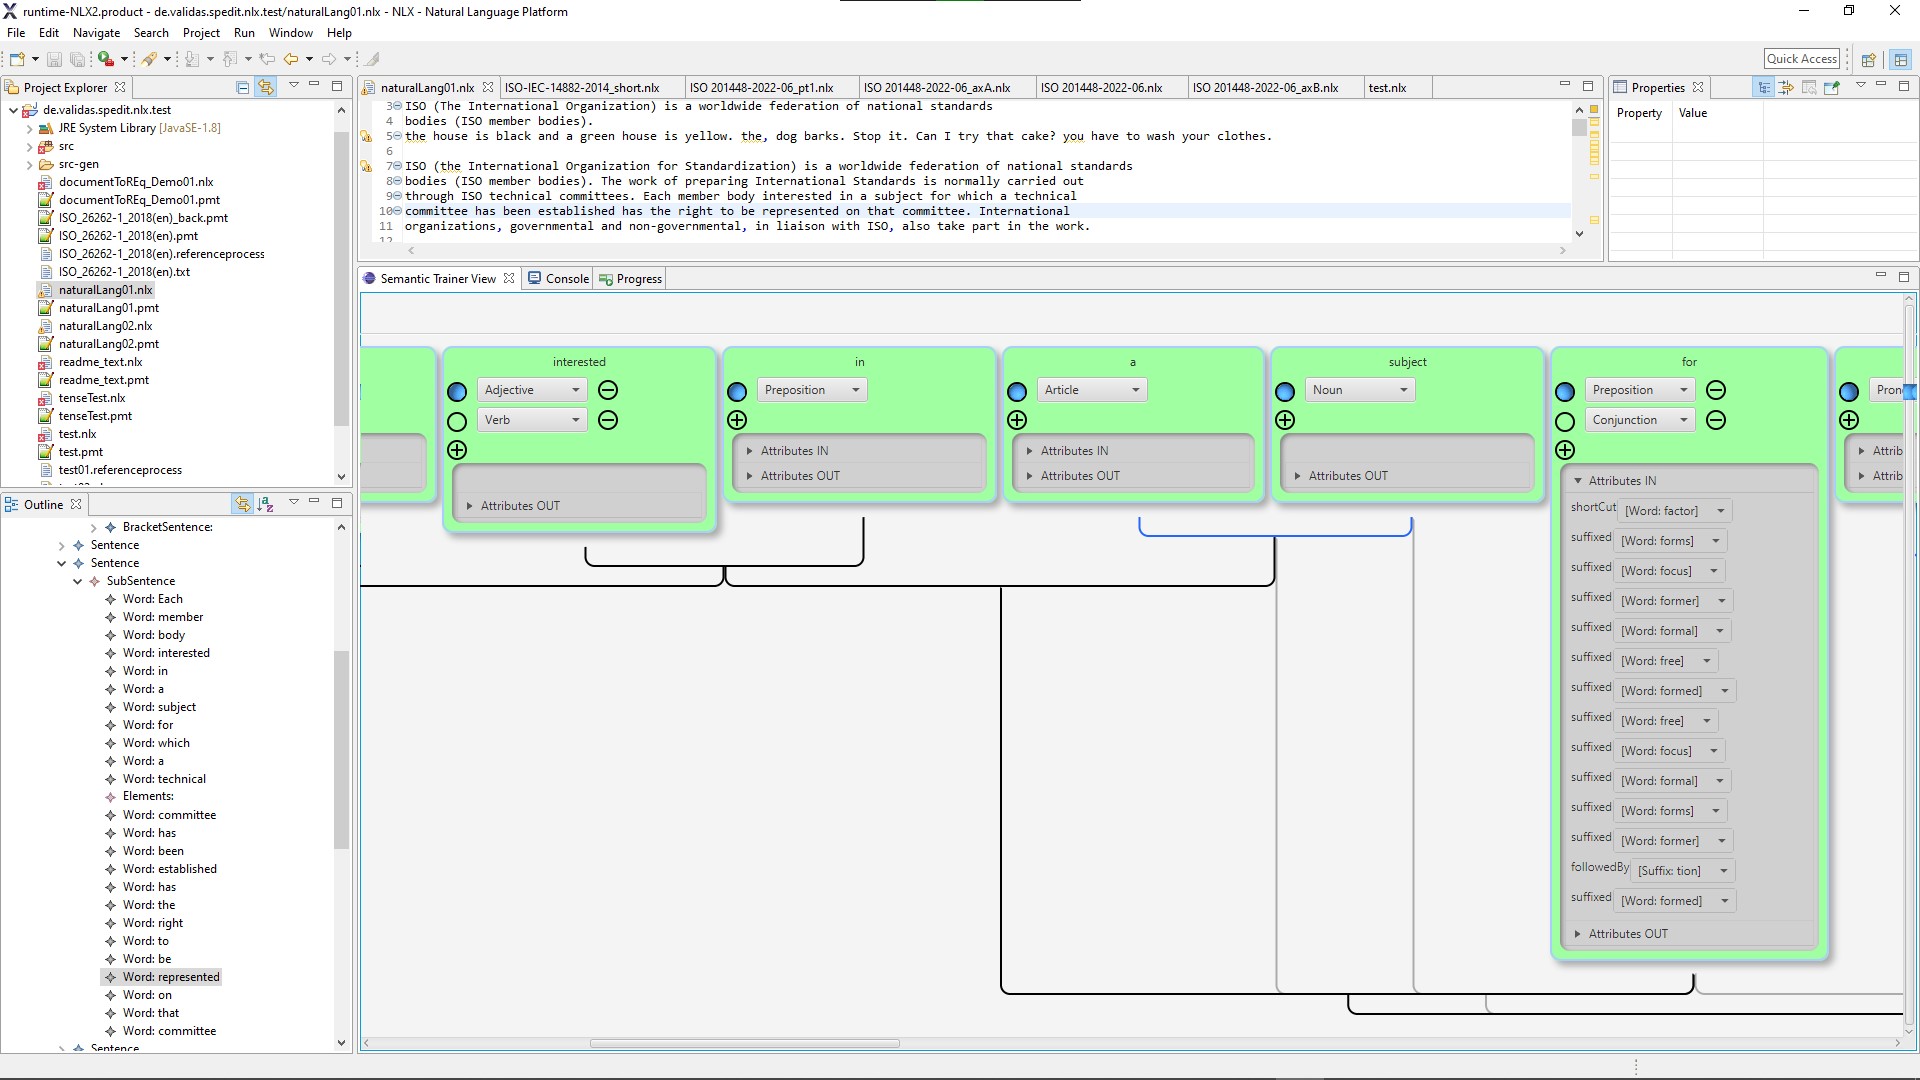 runtime-NLX2.product - de.validas.spedit.nlx.test/naturalLang01.nlx - NLX - Natural Language Platform
File Edit Navigate Search Project Run Window Help
Quick Access
Project Explorer
de.validas.spedit.nlx.test
JRE System Library [JavaSE-1.8]
src
src-gen
documentToREq_Demo01.nlx
documentToREq_Demo01.pmt
ISO_26262-1_2018(en)_back.pmt
ISO_26262-1_2018(en).pmt
ISO_26262-1_2018(en).referenceprocess
ISO_26262-1_2018(en).txt
naturalLang01.nlx
naturalLang01.pmt
naturalLang02.nlx
naturalLang02.pmt
readme_text.nlx
readme_text.pmt
tenseTest.nlx
tenseTest.pmt
test.nlx
test.pmt
test01.referenceprocess
Outline
BracketSentence:
Sentence
Sentence
SubSentence
Word: Each
Word: member
Word: body
Word: interested
Word: in
Word: a
Word: subject
Word: for
Word: which
Word: a
Word: technical
Elements:
Word: committee
Word: has
Word: been
Word: established
Word: has
Word: the
Word: right
Word: to
Word: be
Word: represented
Word: on
Word: that
Word: committee
Sentence
naturalLang01.nlx ISO-IEC-14882-2014_short.nlx ISO 201448-2022-06_pt1.nlx ISO 201448-2022-06_axA.nlx ISO 201448-2022-06.nlx ISO 201448-2022-06_axB.nlx test.nlx
3 ISO (The International Organization) is a worldwide federation of national standards
4 bodies (ISO member bodies).
5 the house is black and a green house is yellow. the, dog barks. Stop it. Can I try that cake? you have to wash your clothes.
6
7 ISO (the International Organization for Standardization) is a worldwide federation of national standards
8 bodies (ISO member bodies). The work of preparing International Standards is normally carried out
9 through ISO technical committees. Each member body interested in a subject for which a technical
10 committee has been established has the right to be represented on that committee. International
11 organizations, governmental and non-governmental, in liaison with ISO, also take part in the work.
12
Properties
Property Value
Semantic Trainer View Console Progress
interested
Adjective
Verb
Attributes OUT
in
Preposition
Attributes IN
Attributes OUT
a
Article
Attributes IN
Attributes OUT
subject
Noun
Attributes OUT
for
Preposition
Conjunction
Attributes IN
shortCut [Word: factor]
suffixed [Word: forms]
suffixed [Word: focus]
suffixed [Word: former]
suffixed [Word: formal]
suffixed [Word: free]
suffixed [Word: formed]
suffixed [Word: free]
suffixed [Word: focus]
suffixed [Word: formal]
suffixed [Word: forms]
suffixed [Word: former]
followedBy [Suffix: tion]
suffixed [Word: formed]
Attributes OUT
Pron
Attrib
Attrib